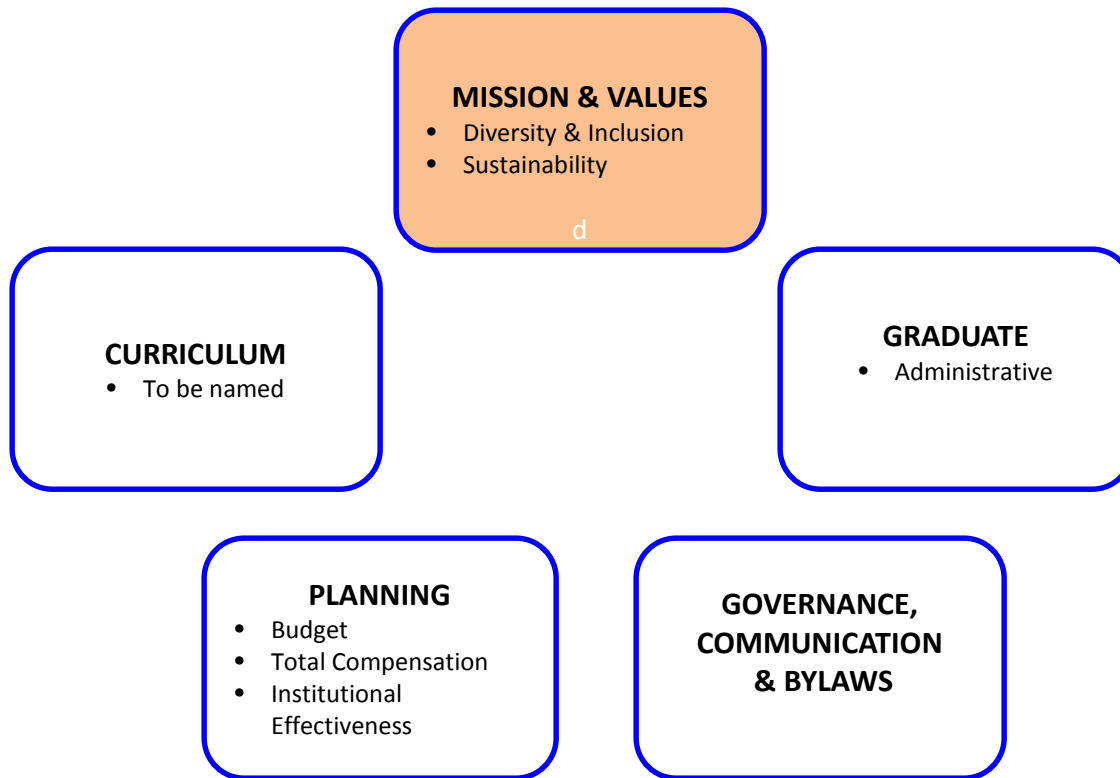 MISSION & VALUES
• Diversity & Inclusion
• Sustainability
d
CURRICULUM
• To be named
GRADUATE
• Administrative
PLANNING
• Budget
• Total Compensation
• Institutional
Effectiveness
GOVERNANCE,
COMMUNICATION
& BYLAWS